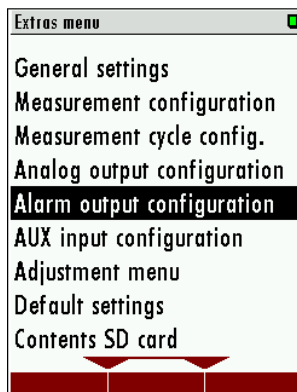 Extras menu
General settings
Measurement configuration
Measurement cycle config.
Analog output configuration
Alarm output configuration
AUX input configuration
Adjustment menu
Default settings
Contents SD card